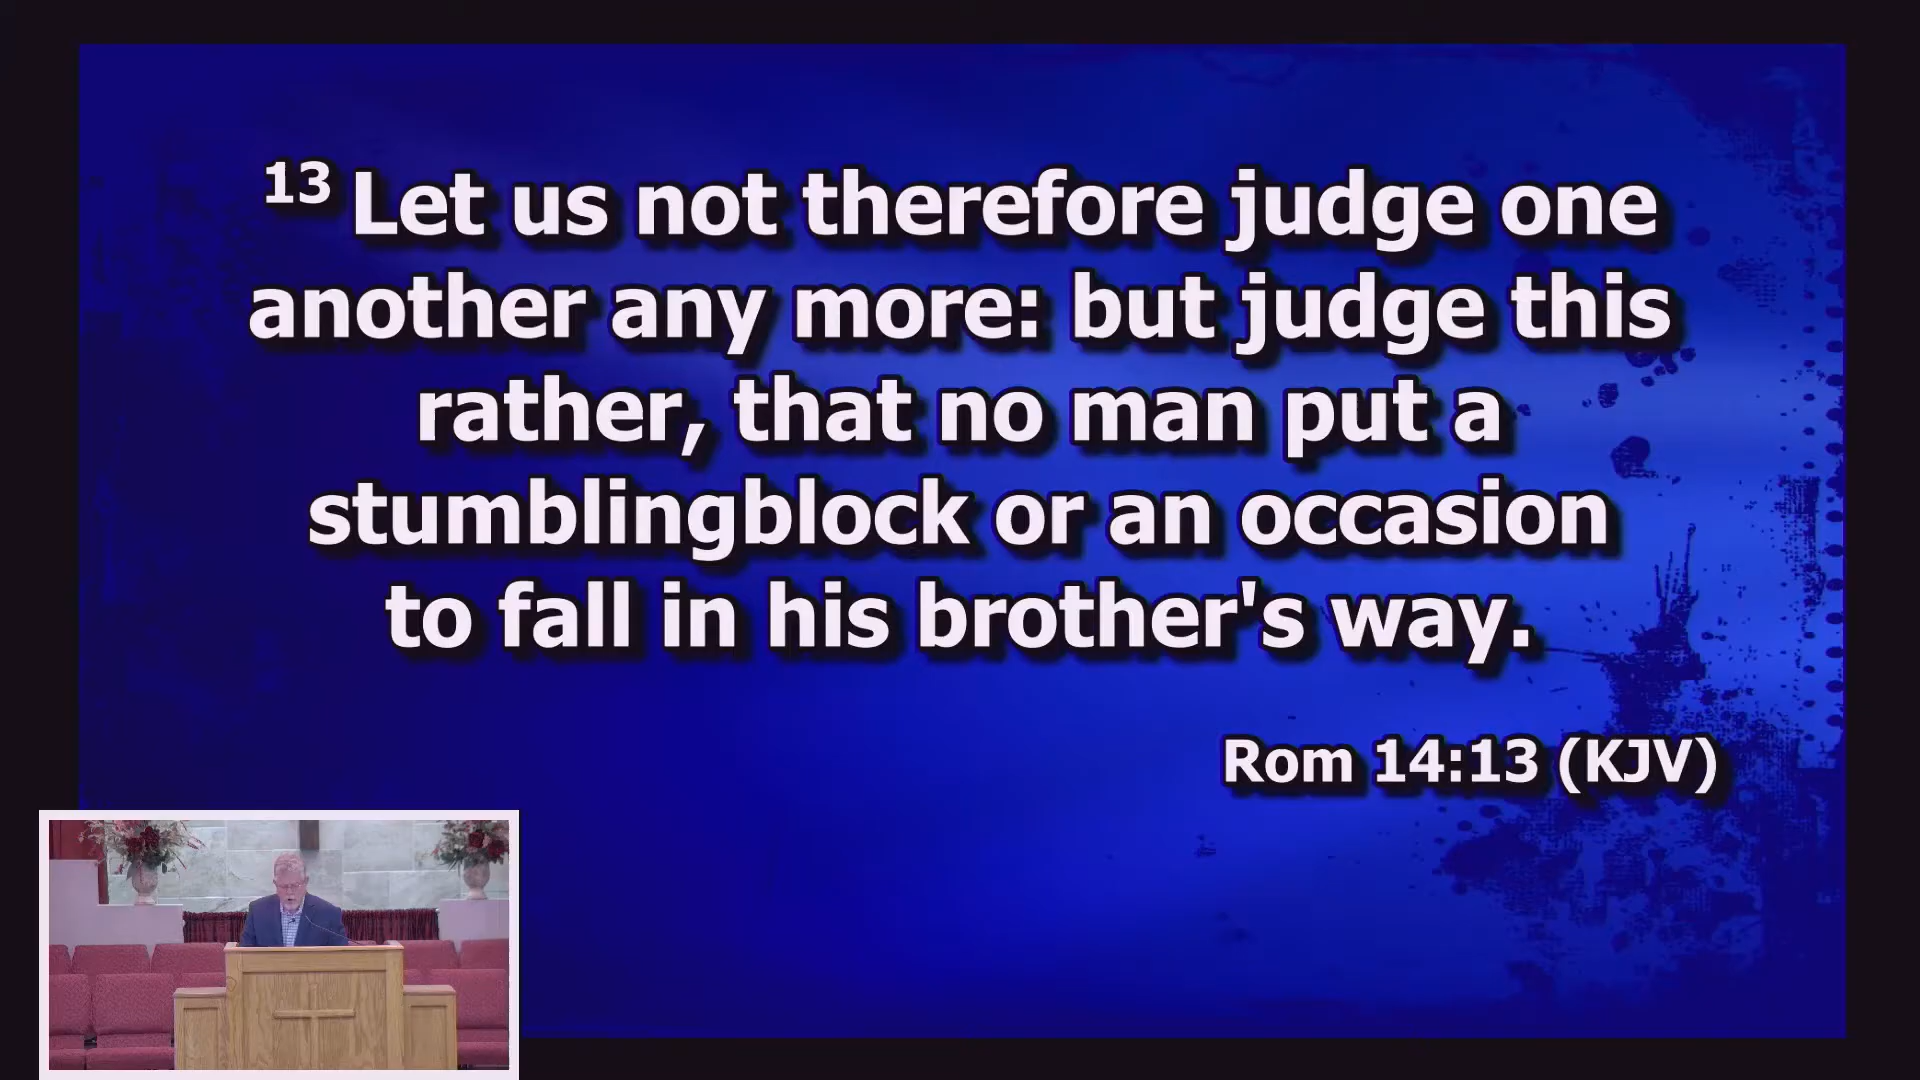 13 Let us not therefore judge one
another any more: but judge this
rather, that no man put a
stumblingblock or an occasion
to fall in his brother's way.
Rom 14:13 (KJV)